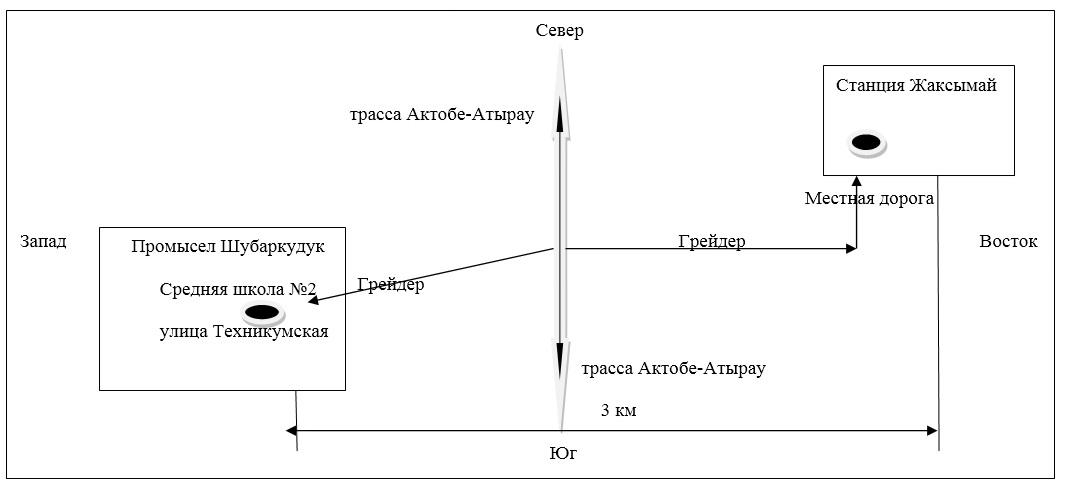 Север
Станция Жаксымай
трасса Актобе-Атырау
Местная дорога
Запад
Промысел Шубаркудук
Грейдер
Восток
Средняя школа №2
Грейдер
улица Техникумская
трасса Актобе-Атырау
3 км
Юг